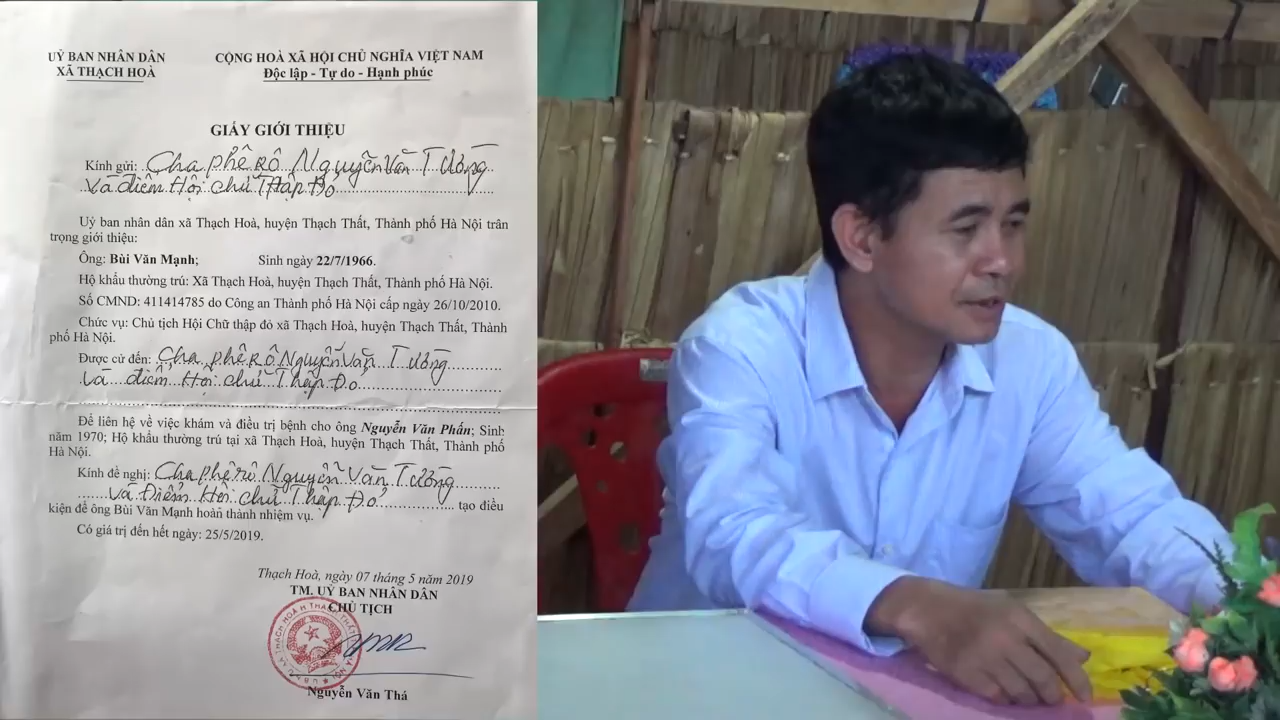 UỶ BAN NHÂN DÂN
XÃ THẠCH HOÀ
CỘNG HOÀ XÃ HỘI CHỦ NGHĨA VIỆT NAM
Độc lập - Tự do - Hạnh phúc
GIẤY GIỚI THIỆU
Kính gửi: Cha phê rô Nguyễn Văn Tường
Và điểm Hội chữ Thập Đỏ
Uỷ ban nhân dân xã Thạch Hoà, huyện Thạch Thất, Thành phố Hà Nội trân
trọng giới thiệu:
Ông: Bùi Văn Mạnh; Sinh ngày 22/7/1966.
Hộ khẩu thường trú: Xã Thạch Hoà, huyện Thạch Thất, Thành phố Hà Nội.
Số CMND: 411414785 do Công an Thành phố Hà Nội cấp ngày 26/10/2010.
Chức vụ: Chủ tịch Hội Chữ thập đỏ xã Thạch Hoà, huyện Thạch Thất, Thành
phố Hà Nội.
Được cử đến: Cha phê rô Nguyễn Văn Tường
Và điểm Hội chữ Thập Đỏ
Để liên hệ về việc khám và điều trị bệnh cho ông Nguyễn Văn Phấn; Sinh
năm 1970; Hộ khẩu thường trú tại xã Thạch Hoà, huyện Thạch Thất, Thành phố
Hà Nội.
Kính đề nghị: Cha phê rô Nguyễn Văn Tường
Và Điểm Hội chữ Thập Đỏ tạo điều
kiện để ông Bùi Văn Mạnh hoàn thành nhiệm vụ.
Có giá trị đến hết ngày: 25/5/2019.
Thạch Hoà, ngày 07 tháng 5 năm 2019
TM. UỶ BAN NHÂN DÂN
CHỦ TỊCH
Nguyễn Văn Thá